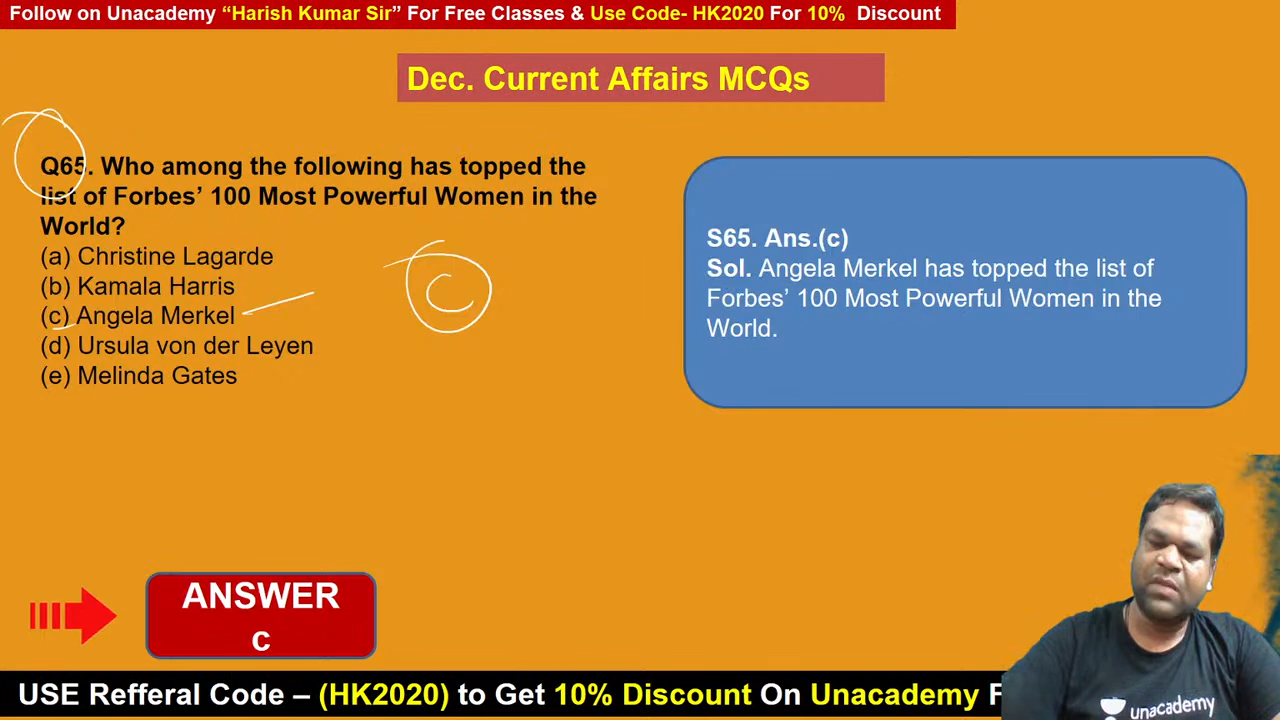 Follow on Unacademy “Harish Kumar Sir” For Free Classes & Use Code- HK2020 For 10% Discount
Dec. Current Affairs MCQs
Q65. Who among the following has topped the
list of Forbes’ 100 Most Powerful Women in the
World?
(a) Christine Lagarde
(b) Kamala Harris
(c) Angela Merkel
(d) Ursula von der Leyen
(e) Melinda Gates
C
S65. Ans.(c)
Sol. Angela Merkel has topped the list of
Forbes’ 100 Most Powerful Women in the
World.
ANSWER
c
unacademy
USE Refferal Code – (HK2020) to Get 10% Discount On Unacademy F